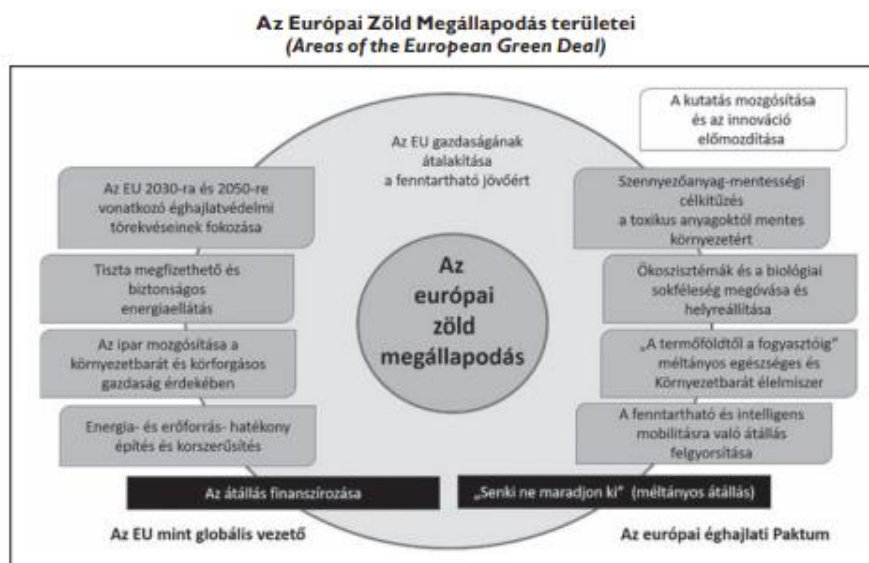 Az Európai Zöld Megállapodás területei
(Areas of the European Green Deal)
A kutatás mozgósítása
és az innováció
előmozdítása
Az EU gazdaságának
átalakítása
a fenntartható jövőért
Az EU 2030-ra és 2050-re
vonatkozó éghajlatvédelmi
törekvéseinek fokozása
Tiszta megfizethető és
biztonságos
energiaellátás
Az ipar mozgósítása a
környezetbarát és körforgásos
gazdaság érdekében
Energia- és erőforrás- hatékony
építés és korszerűsítés
Az
európai
zöld
megállapodás
Szennyezőanyag-mentességi
célkitűzés
a toxikus anyagoktól mentes
környezetért
Ökoszisztémák és a biológiai
sokféleség megóvása és
helyreállítása
„A termőföldtől a fogyasztóig”
méltányos egészséges és
Környezetbarát élelmiszer
A fenntartható és intelligens
mobilitásra való átállás
felgyorsítása
Az átállás finanszírozása
„Senki ne maradjon ki” (méltányos átállás)
Az EU mint globális vezető
Az európai éghajlati Paktum